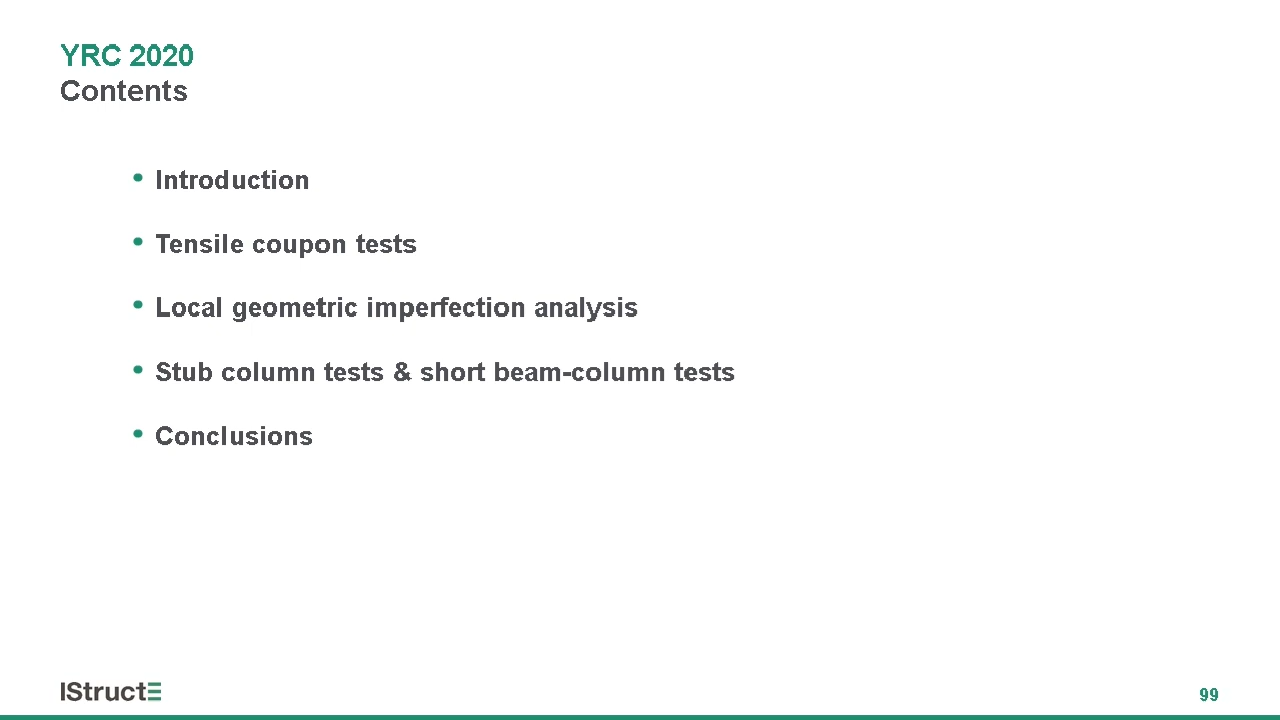 YRC 2020
Contents
• Introduction
• Tensile coupon tests
• Local geometric imperfection analysis
• Stub column tests & short beam-column tests
• Conclusions
IStructE
99